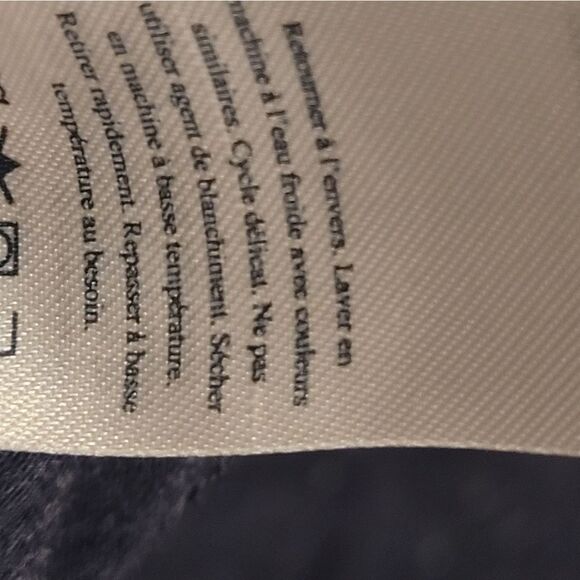 Retourner à l'envers. Laver en
machine à l'eau froide avec couleurs
similaires. Cycle délicat. Ne pas
utiliser agent de blanchiment. Sécher
en machine à basse température.
Retirer rapidement. Repasser à basse
température au besoin.